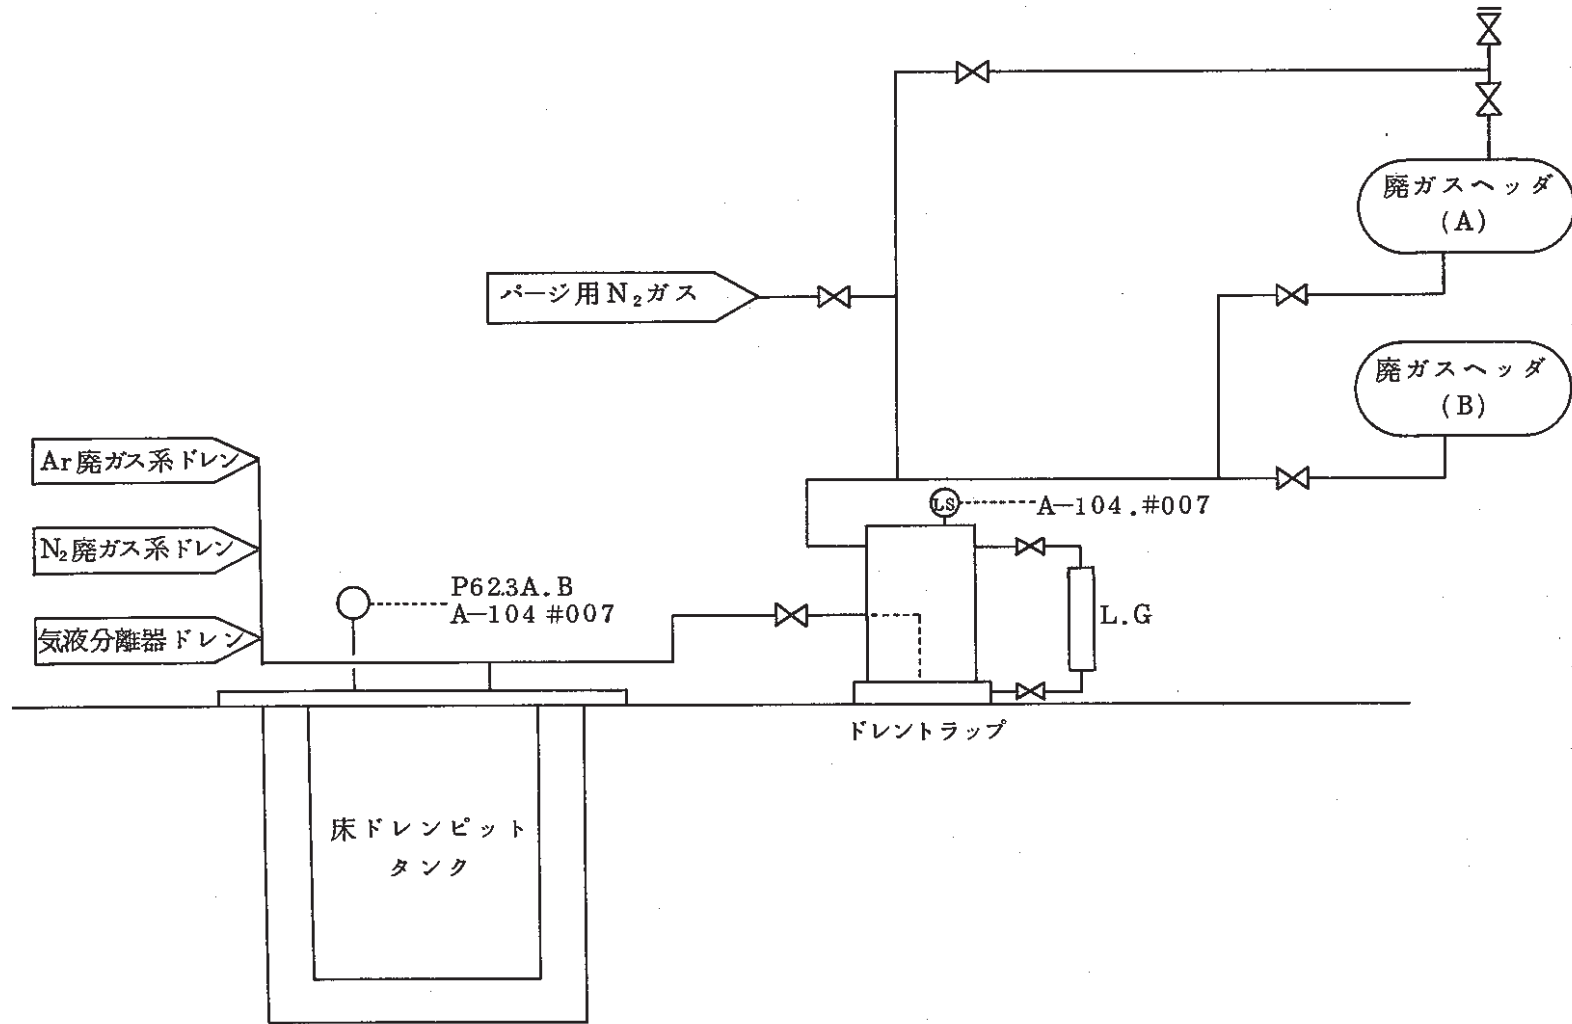 廃ガスヘッダ
(A)
パージ用N₂ガス
廃ガスヘッダ
(B)
Ar廃ガス系ドレン
LS
A-104.#007
N₂廃ガス系ドレン
P623A.B
A-104 #007
L.G
気液分離器ドレン
ドレントラップ
床ドレンピット
タンク